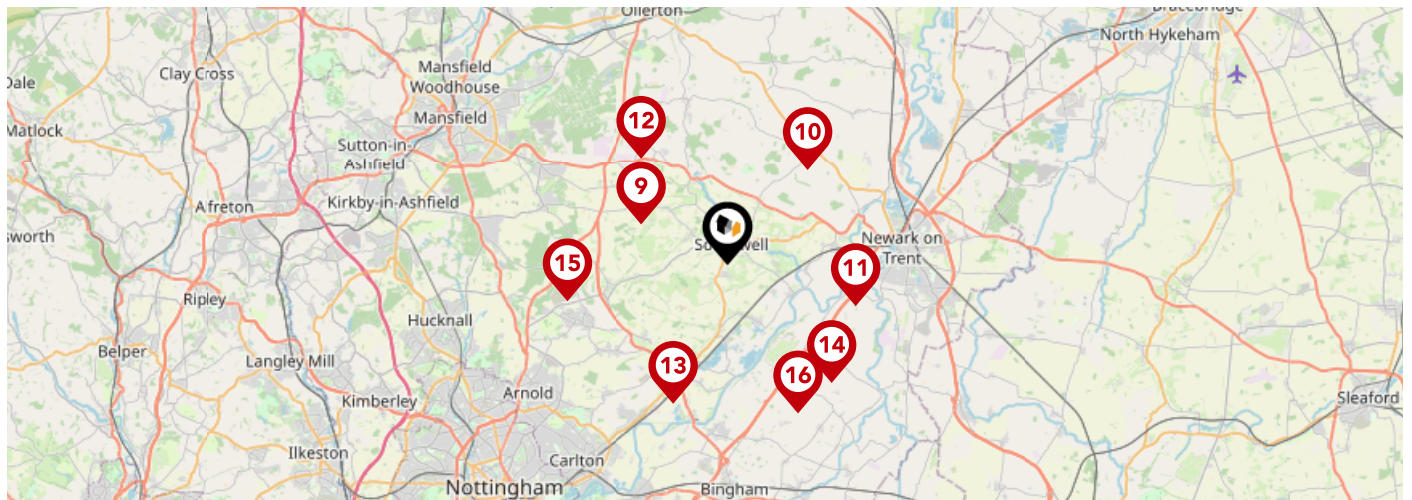 Ollerton
Bracebridge
North Hykeham
Clay Cross
Mansfield
Woodhouse
Dale
Mansfield
12
10
Matlock
Sutton-in-
Ashfield
9
Kirkby-in-Ashfield
Afreton
sworth
Newark on
Trent
15
11
Ripley
Hucknall
14
Belper
Langley Mill
13
16
Arnold
Kimberley
Sleaford
Ilkeston
Carlton
Nottingham
Bingham